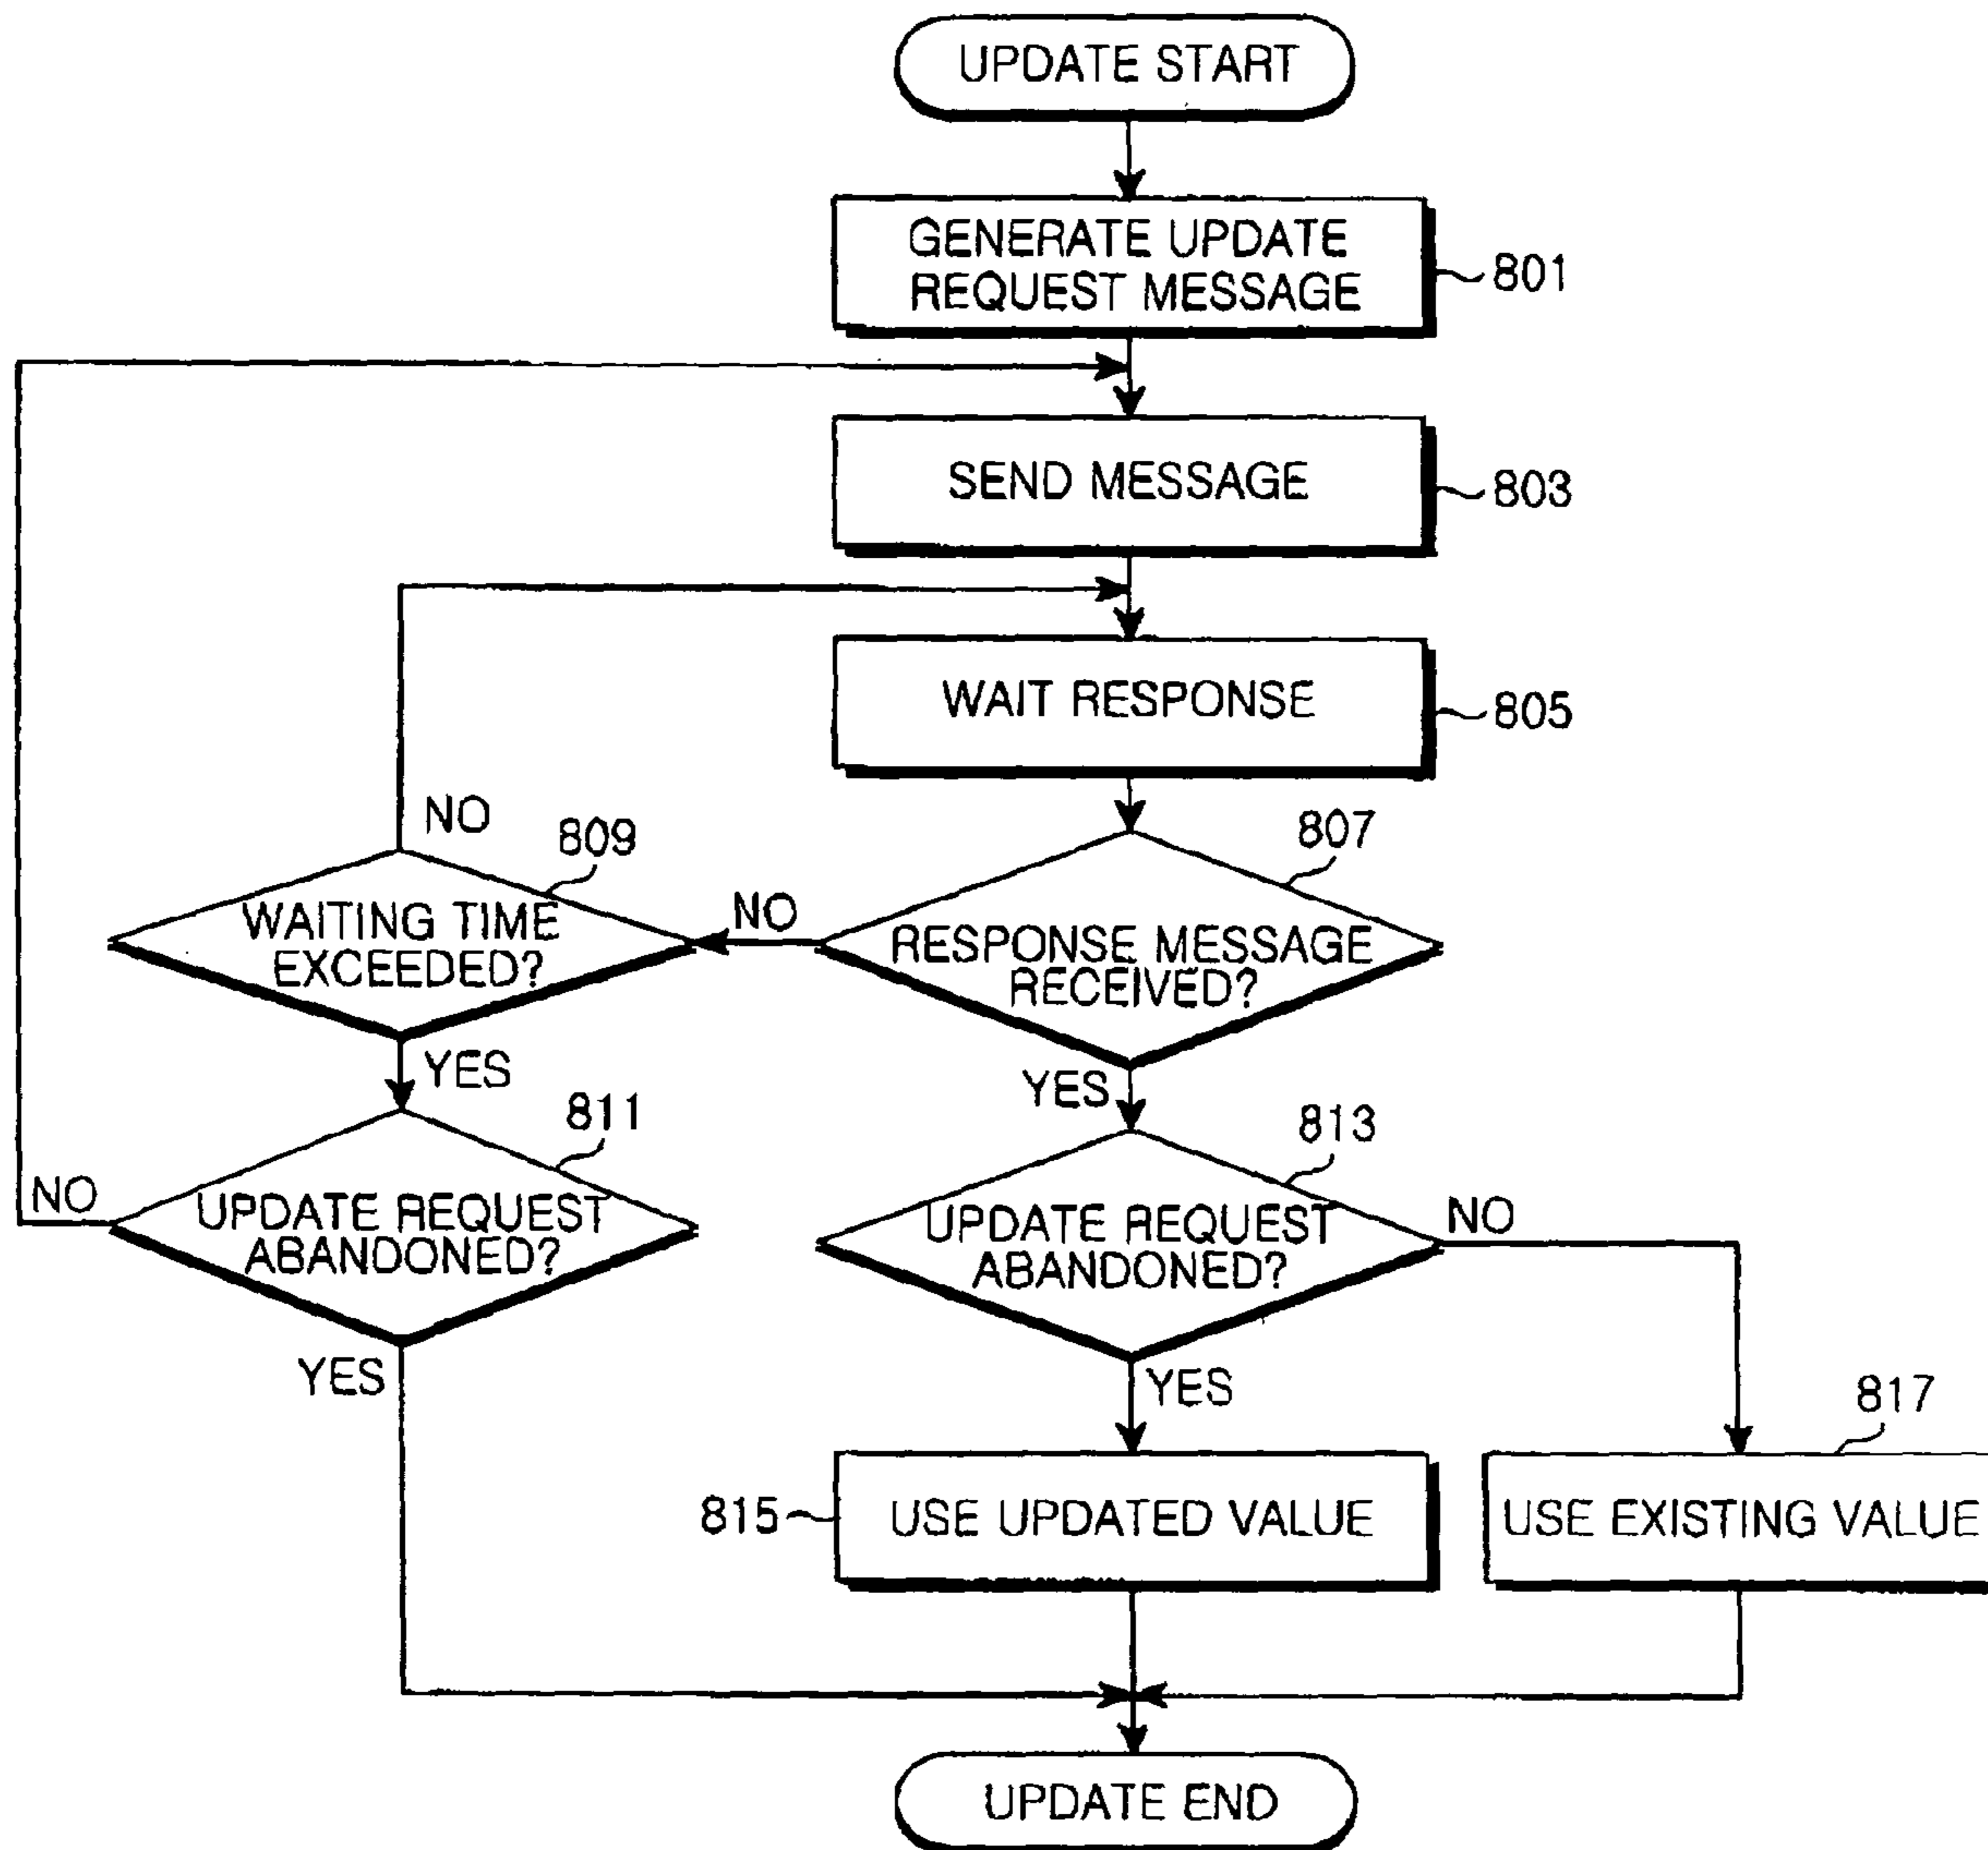 UPDATE START
GENERATE UPDATE
REQUEST MESSAGE
801
SEND MESSAGE
803
WAIT RESPONSE
805
NO
809
807
WAITING TIME
EXCEEDED?
NO
RESPONSE MESSAGE
RECEIVED?
YES
YES
811
813
NO
UPDATE REQUEST
ABANDONED?
UPDATE REQUEST
ABANDONED?
NO
YES
YES
817
815
USE UPDATED VALUE
USE EXISTING VALUE
UPDATE END